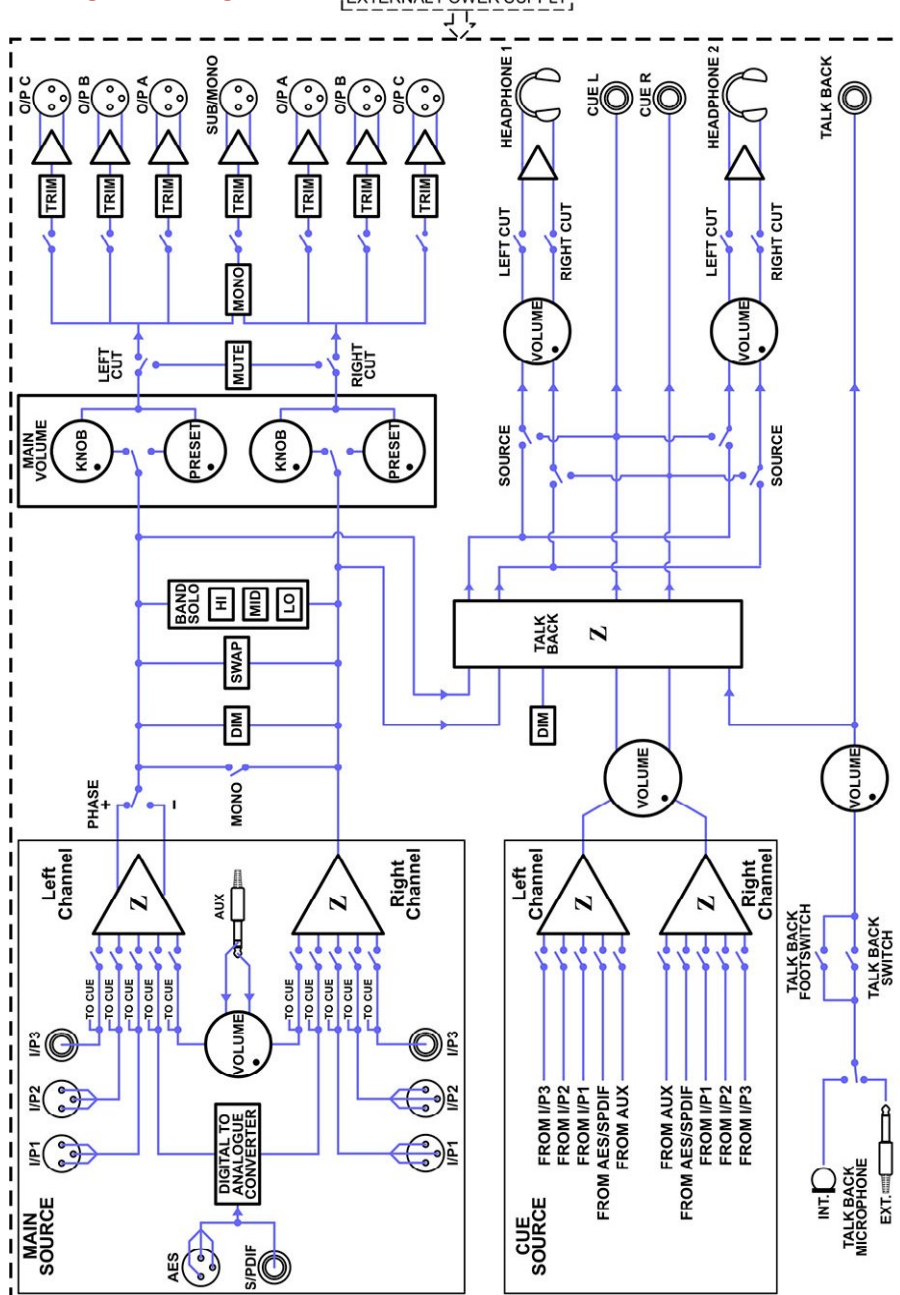 EXTERNAL POWER SUPPLY
O/P C
O/P B
O/P A
SUB/MONO
O/P A
O/P B
O/P C
HEADPHONE 1
CUE L
CUE R
HEADPHONE 2
TALK BACK
TRIM
TRIM
TRIM
TRIM
TRIM
TRIM
TRIM
MONO
LEFT CUT
RIGHT CUT
LEFT CUT
RIGHT CUT
LEFT
CUT
MUTE
RIGHT
CUT
VOLUME
VOLUME
MAIN
VOLUME
KNOB
PRESET
KNOB
PRESET
SOURCE
SOURCE
BAND
SOLO
HI
MID
LO
SWAP
DIM
TALK
BACK
Z
DIM
PHASE
+
-
MONO
VOLUME
VOLUME
Left
Channel
Z
AUX
Z
Right
Channel
Left
Channel
Z
Z
Right
Channel
TO CUE
TO CUE
TO CUE
TO CUE
TO CUE
TO CUE
TO CUE
TO CUE
TO CUE
TO CUE
VOLUME
I/P3
I/P2
I/P1
I/P3
I/P2
I/P1
DIGITAL TO
ANALOGUE
CONVERTER
MAIN
SOURCE
AES
S/PDIF
FROM I/P3
FROM I/P2
FROM I/P1
FROM AES/SPDIF
FROM AUX
FROM AUX
FROM AES/SPDIF
FROM I/P1
FROM I/P2
FROM I/P3
CUE
SOURCE
TALK BACK
FOOTSWITCH
TALK BACK
SWITCH
INT.
TALK BACK
MICROPHONE
EXT.